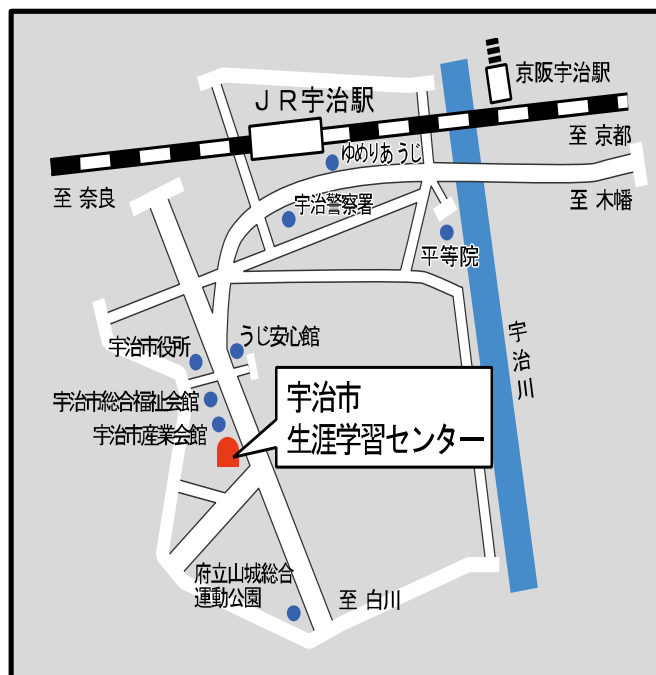 京阪宇治駅
ＪＲ宇治駅
至 京都
ゆめりあうじ
至 奈良
至 木幡
宇治警察署
平等院
宇治川
うじ安心館
宇治市役所
宇治市総合福祉会館
宇治市産業会館
宇治市
生涯学習センター
府立山城総合
運動公園
至 白川